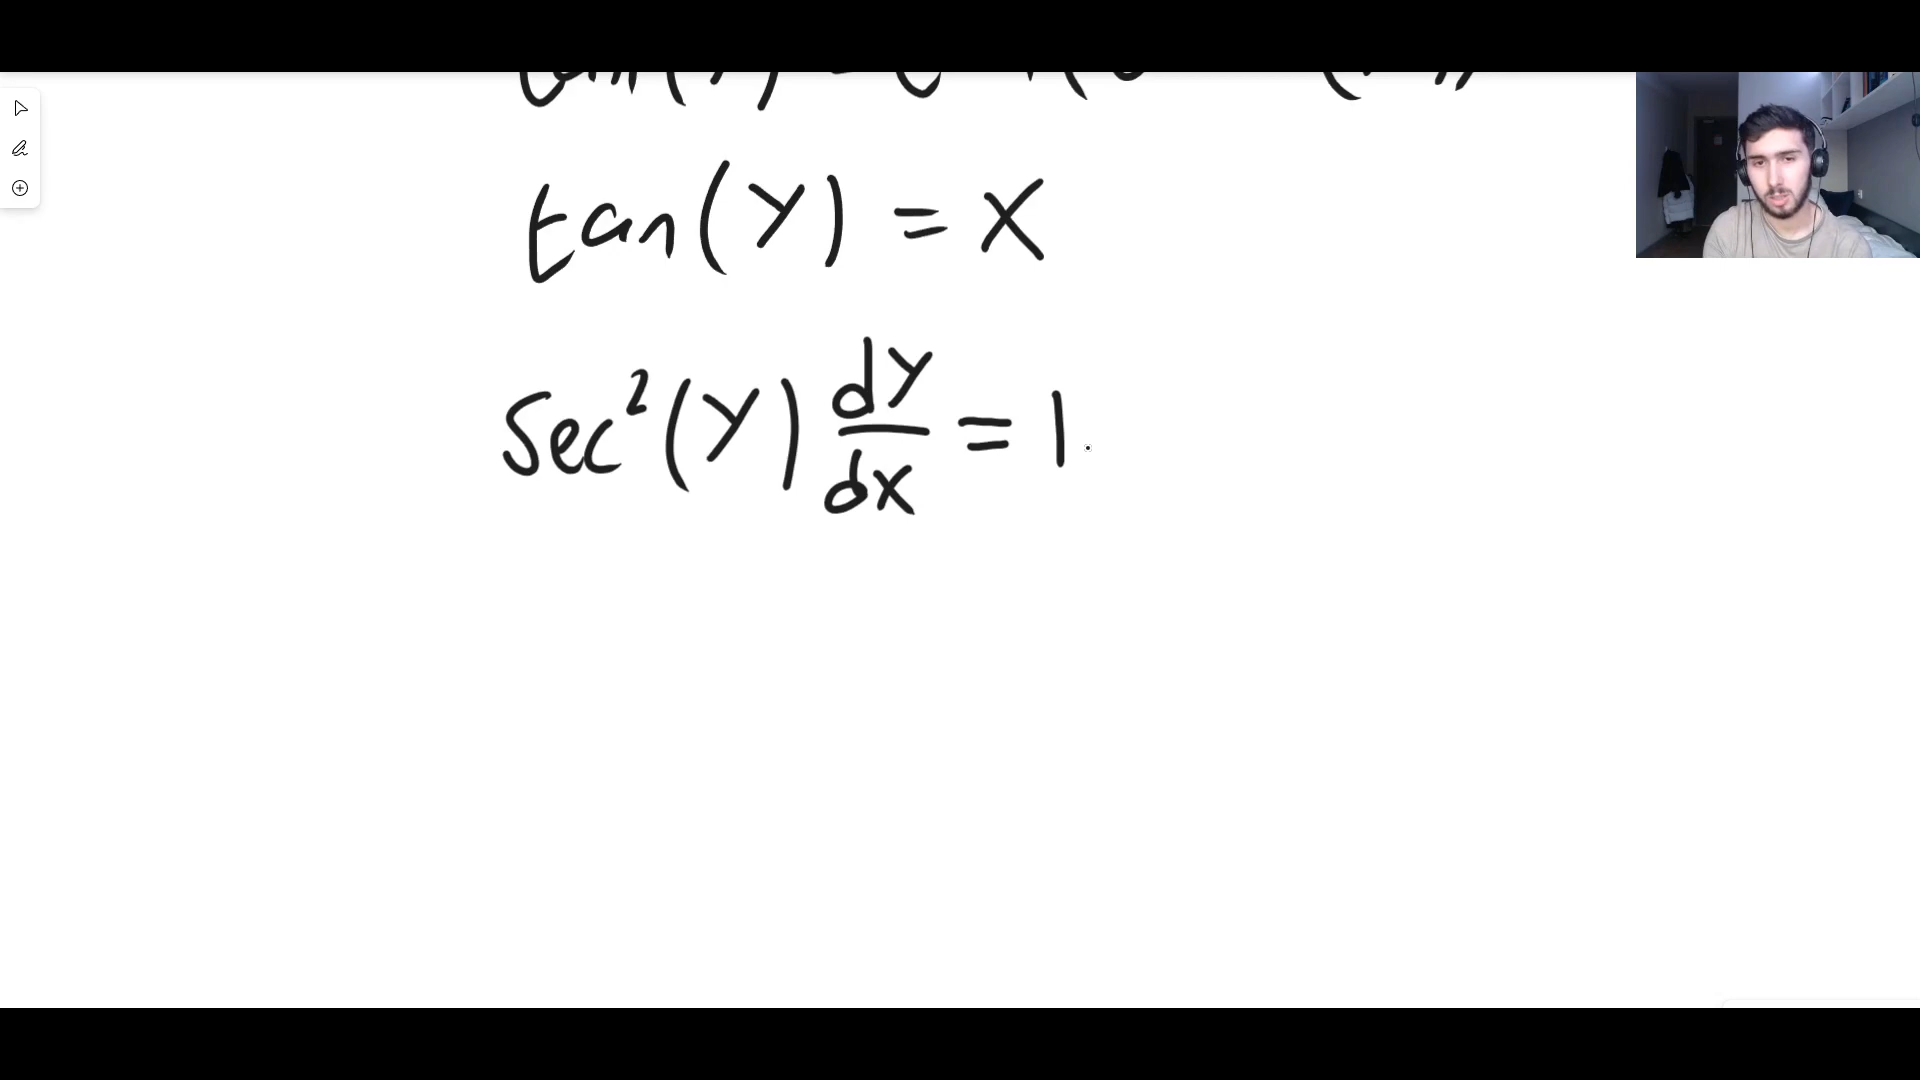 tan(y) = x
sec²(y) dy/dx = 1